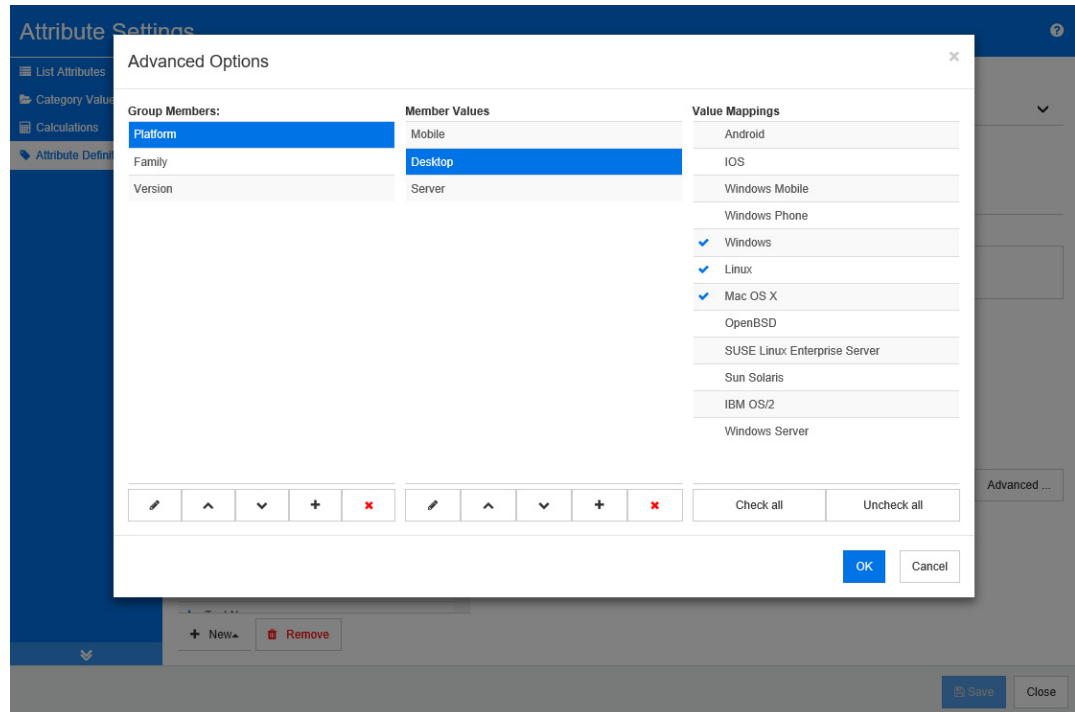 Attribute Settings
Advanced Options
List Attributes
Category Value
Calculations
Attribute Defini
Group Members:
Platform
Family
Version
Member Values
Mobile
Desktop
Server
Value Mappings
Android
IOS
Windows Mobile
Windows Phone
Windows
Linux
Mac OS X
OpenBSD
SUSE Linux Enterprise Server
Sun Solaris
IBM OS/2
Windows Server
Check all
Uncheck all
Advanced ...
OK
Cancel
New
Remove
Save
Close